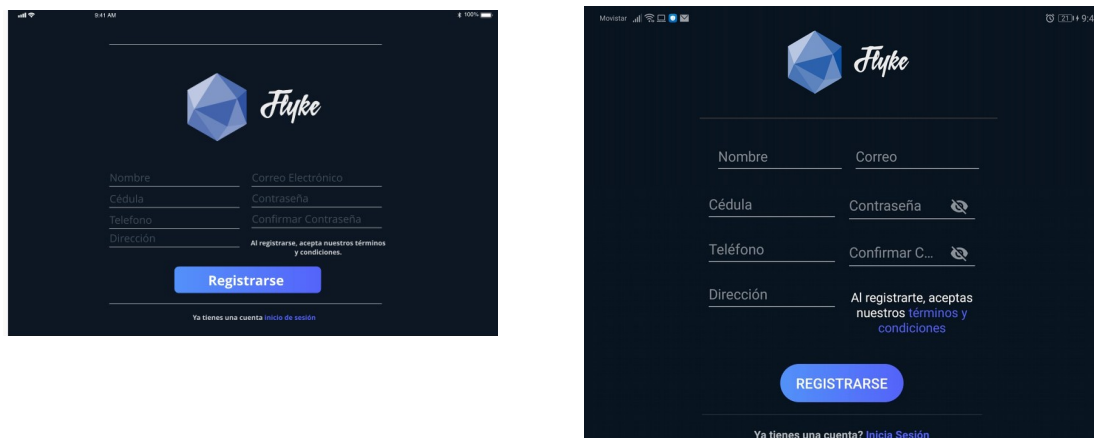 9:41 AM
100%
Flyke
Nombre
Correo Electrónico
Cédula
Contraseña
Telefono
Confirmar Contraseña
Dirección
Al registrarse, acepta nuestros términos
y condiciones.
Registrarse
Ya tienes una cuenta inicio de sesión
Movistar
21
9:4
Flyke
Nombre
Correo
Cédula
Contraseña
Teléfono
Confirmar C...
Dirección
Al registrarte, aceptas
nuestros términos y
condiciones
REGISTRARSE
Ya tienes una cuenta? Inicia Sesión